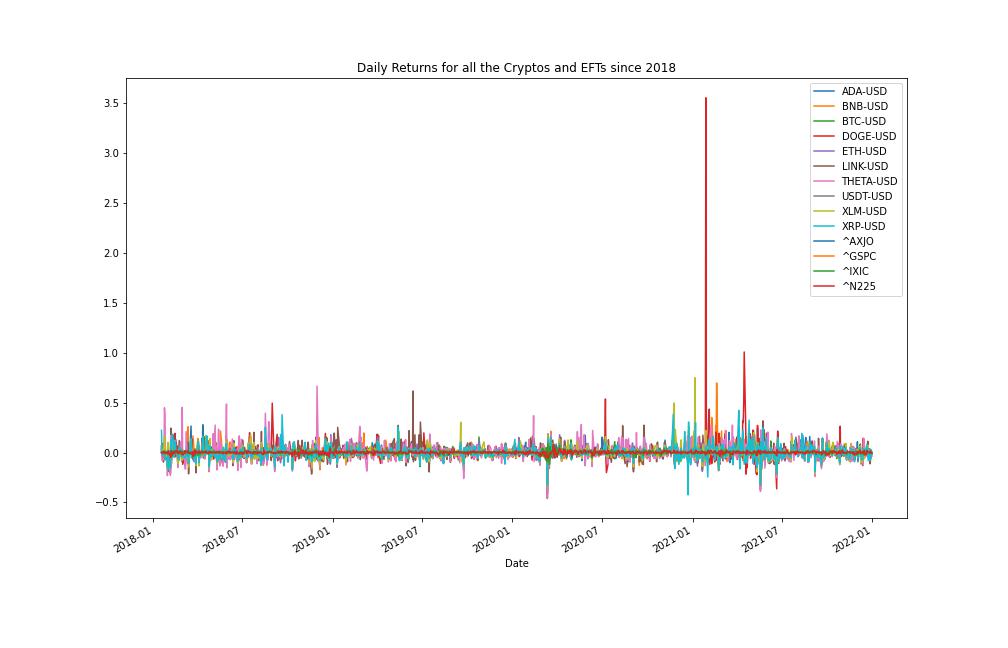 Daily Returns for all the Cryptos and EFTs since 2018
3.5
3.0
2.5
2.0
1.5
1.0
0.5
0.0
−0.5
ADA-USD
BNB-USD
BTC-USD
DOGE-USD
ETH-USD
LINK-USD
THETA-USD
USDT-USD
XLM-USD
XRP-USD
^AXJO
^GSPC
^IXIC
^N225
2018-01
2018-07
2019-01
2019-07
2020-01
2020-07
2021-01
2021-07
2022-01
Date